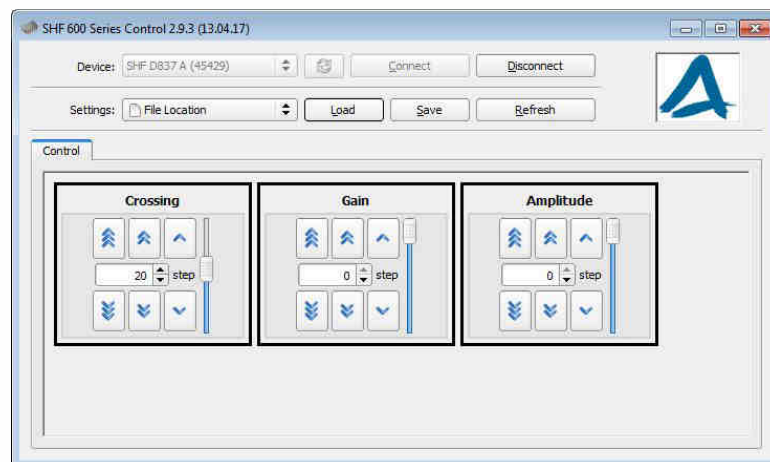 SHF 600 Series Control 2.9.3 (13.04.17)
Device: SHF D837 A (45429) Connect Disconnect
Settings: File Location Load Save Refresh
Control
Crossing Gain Amplitude
20 step 0 step 0 step